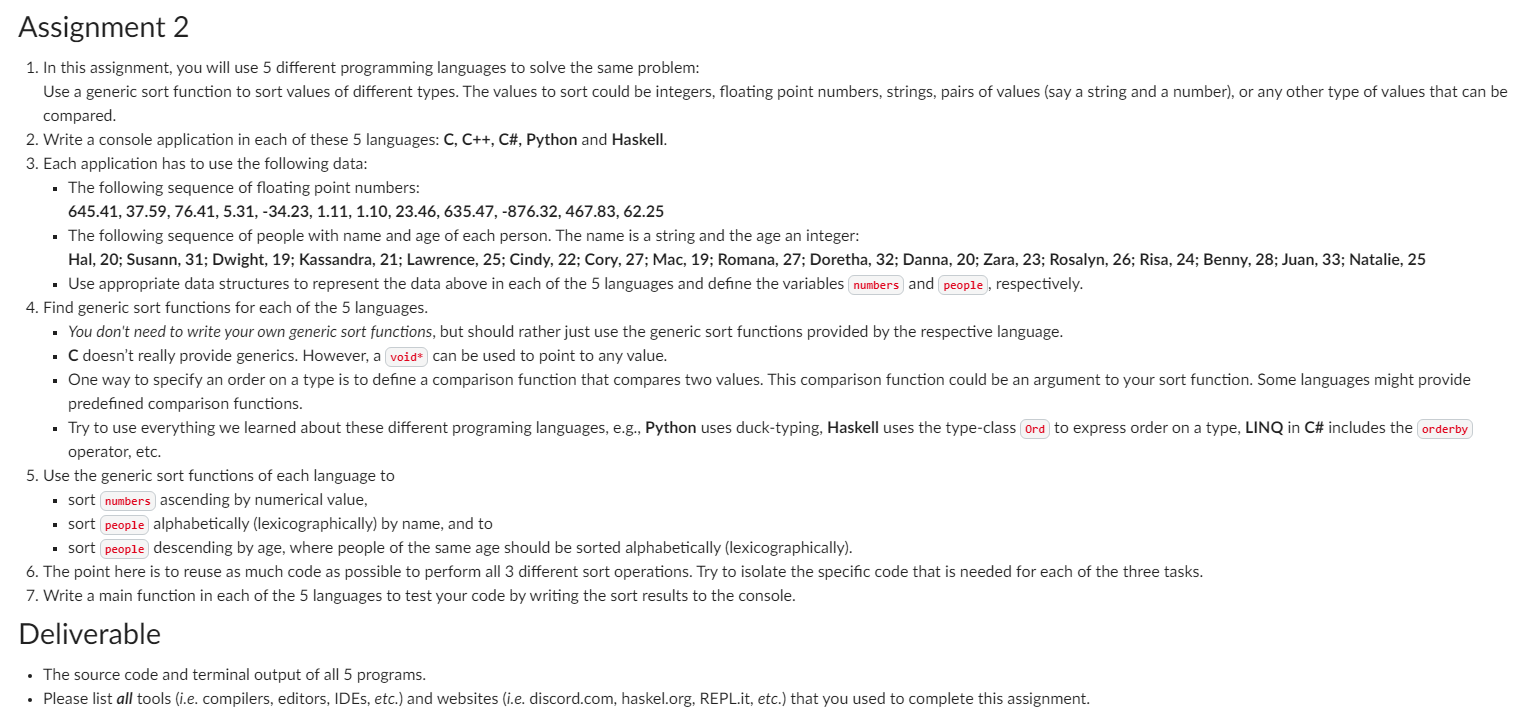 Assignment 2
1. In this assignment, you will use 5 different programming languages to solve the same problem:
Use a generic sort function to sort values of different types. The values to sort could be integers, floating point numbers, strings, pairs of values (say a string and a number), or any other type of values that can be
compared.
2. Write a console application in each of these 5 languages: C, C++, C#, Python and Haskell.
3. Each application has to use the following data:
▪ The following sequence of floating point numbers:
645.41, 37.59, 76.41, 5.31, -34.23, 1.11, 1.10, 23.46, 635.47, -876.32, 467.83, 62.25
▪ The following sequence of people with name and age of each person. The name is a string and the age an integer:
Hal, 20; Susann, 31; Dwight, 19; Kassandra, 21; Lawrence, 25; Cindy, 22; Cory, 27; Mac, 19; Romana, 27; Doretha, 32; Danna, 20; Zara, 23; Rosalyn, 26; Risa, 24; Benny, 28; Juan, 33; Natalie, 25
▪ Use appropriate data structures to represent the data above in each of the 5 languages and define the variables numbers and people, respectively.
4. Find generic sort functions for each of the 5 languages.
▪ You don't need to write your own generic sort functions, but should rather just use the generic sort functions provided by the respective language.
▪ C doesn't really provide generics. However, a void* can be used to point to any value.
▪ One way to specify an order on a type is to define a comparison function that compares two values. This comparison function could be an argument to your sort function. Some languages might provide
predefined comparison functions.
▪ Try to use everything we learned about these different programing languages, e.g., Python uses duck-typing, Haskell uses the type-class Ord to express order on a type, LINQ in C# includes the orderby
operator, etc.
5. Use the generic sort functions of each language to
▪ sort numbers ascending by numerical value,
▪ sort people alphabetically (lexicographically) by name, and to
▪ sort people descending by age, where people of the same age should be sorted alphabetically (lexicographically).
6. The point here is to reuse as much code as possible to perform all 3 different sort operations. Try to isolate the specific code that is needed for each of the three tasks.
7. Write a main function in each of the 5 languages to test your code by writing the sort results to the console.
Deliverable
• The source code and terminal output of all 5 programs.
• Please list all tools (i.e. compilers, editors, IDEs, etc.) and websites (i.e. discord.com, haskel.org, REPL.it, etc.) that you used to complete this assignment.